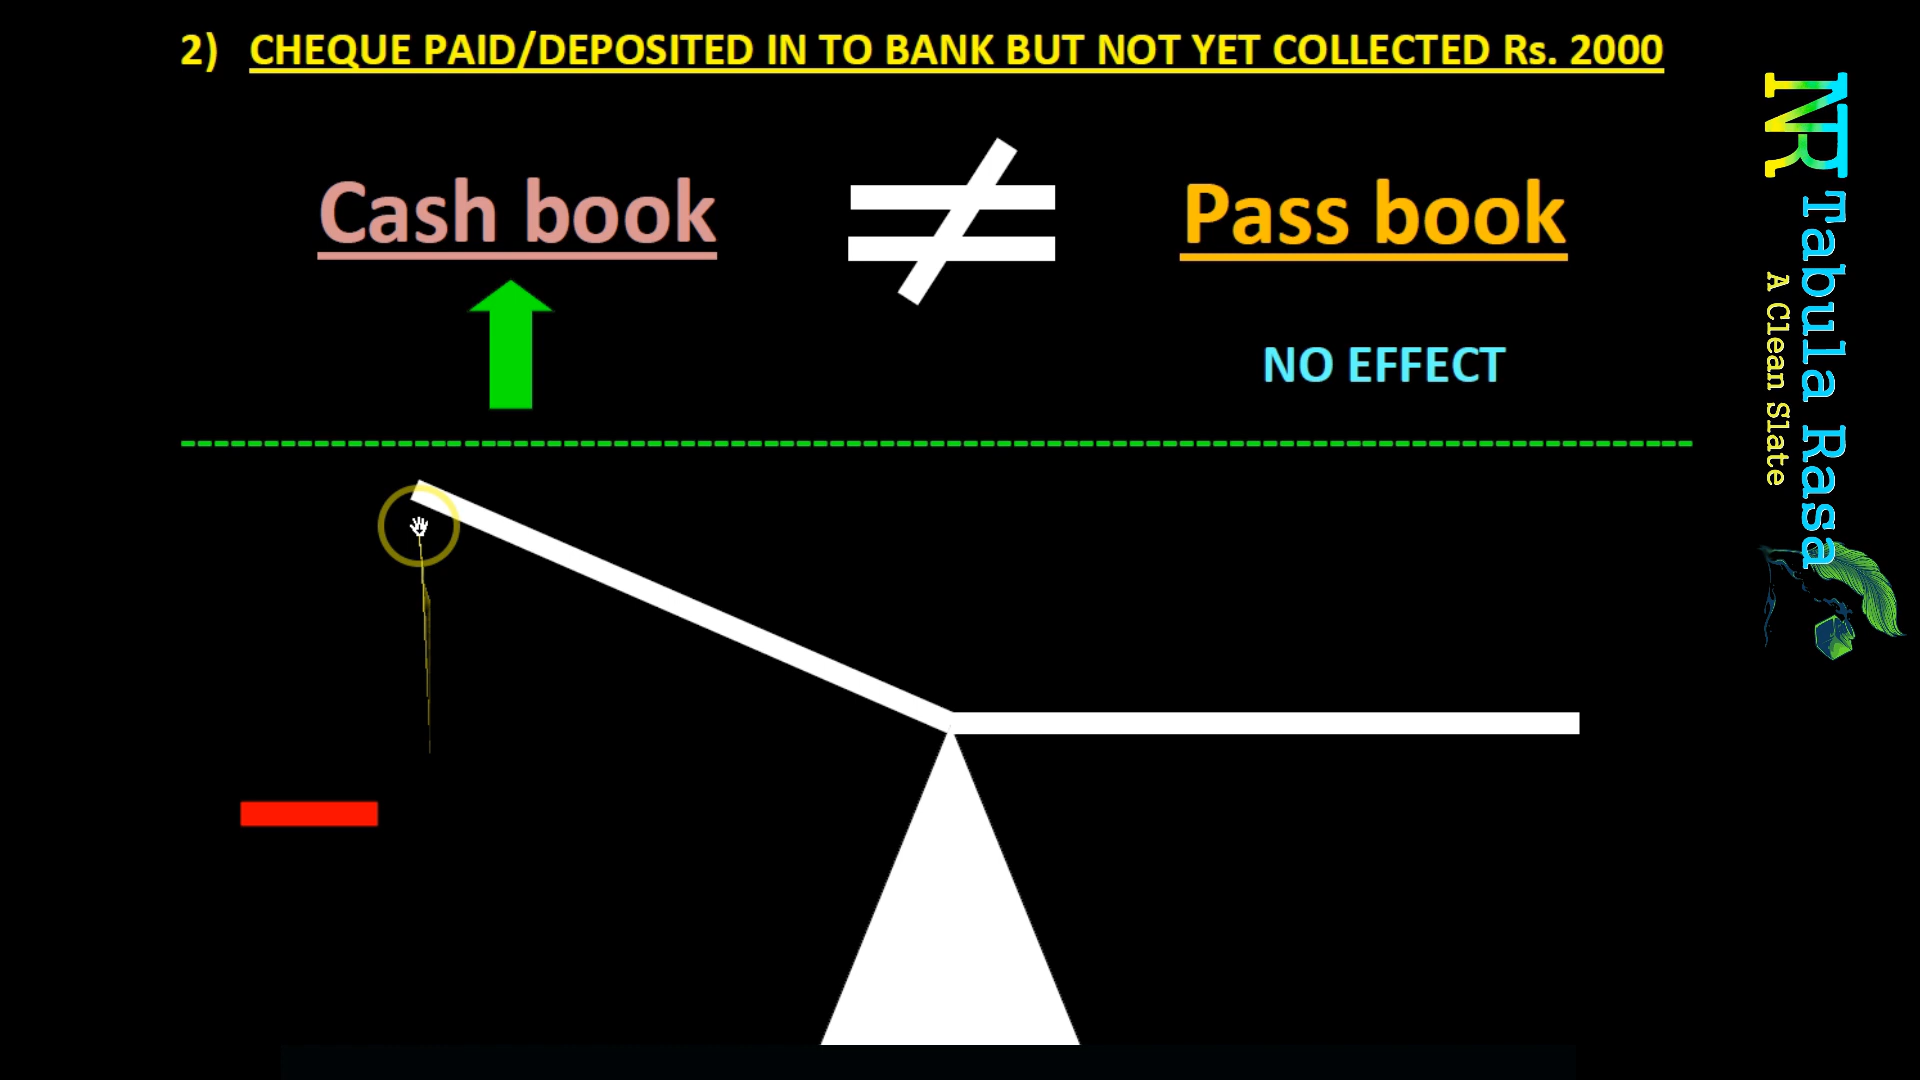 2) CHEQUE PAID/DEPOSITED IN TO BANK BUT NOT YET COLLECTED Rs. 2000
Cash book
Pass book
NO EFFECT
NTR
Tabula Rasa
A Clean Slate